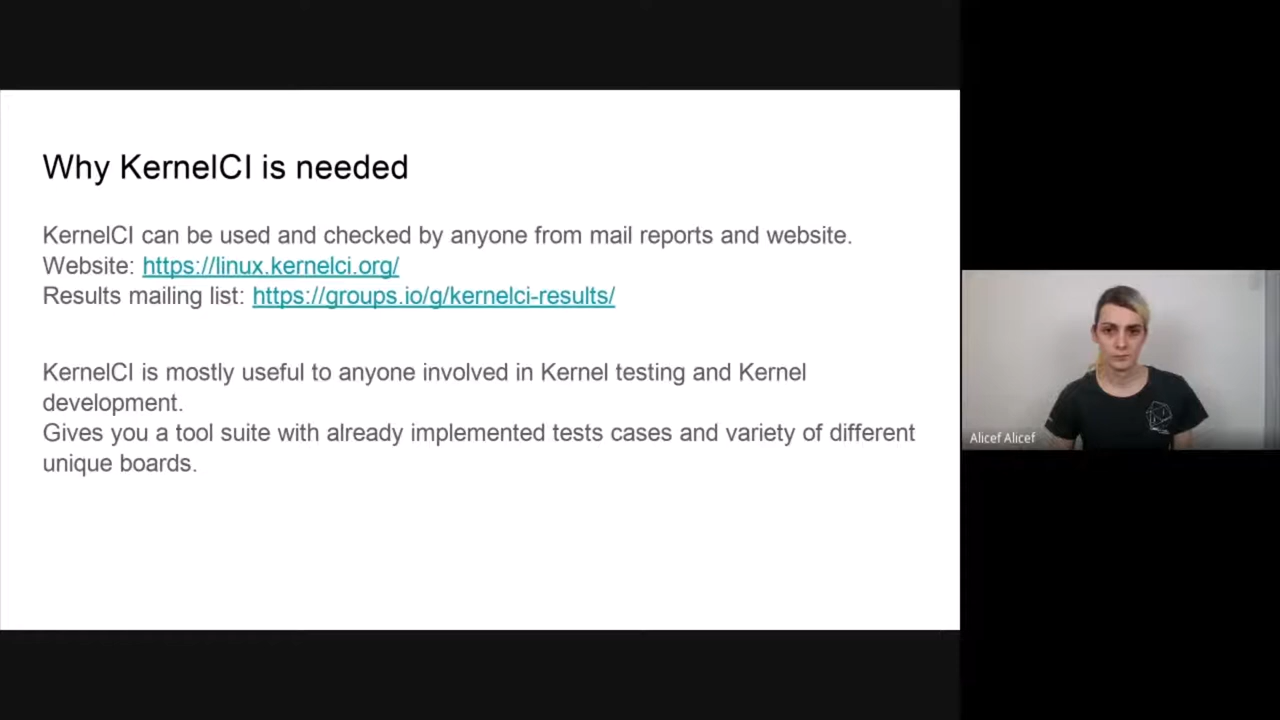 Why KernelCI is needed
KernelCI can be used and checked by anyone from mail reports and website.
Website: https://linux.kernelci.org/
Results mailing list: https://groups.io/g/kernelci-results/
KernelCI is mostly useful to anyone involved in Kernel testing and Kernel
development.
Gives you a tool suite with already implemented tests cases and variety of different
unique boards.
Alicef Alicef